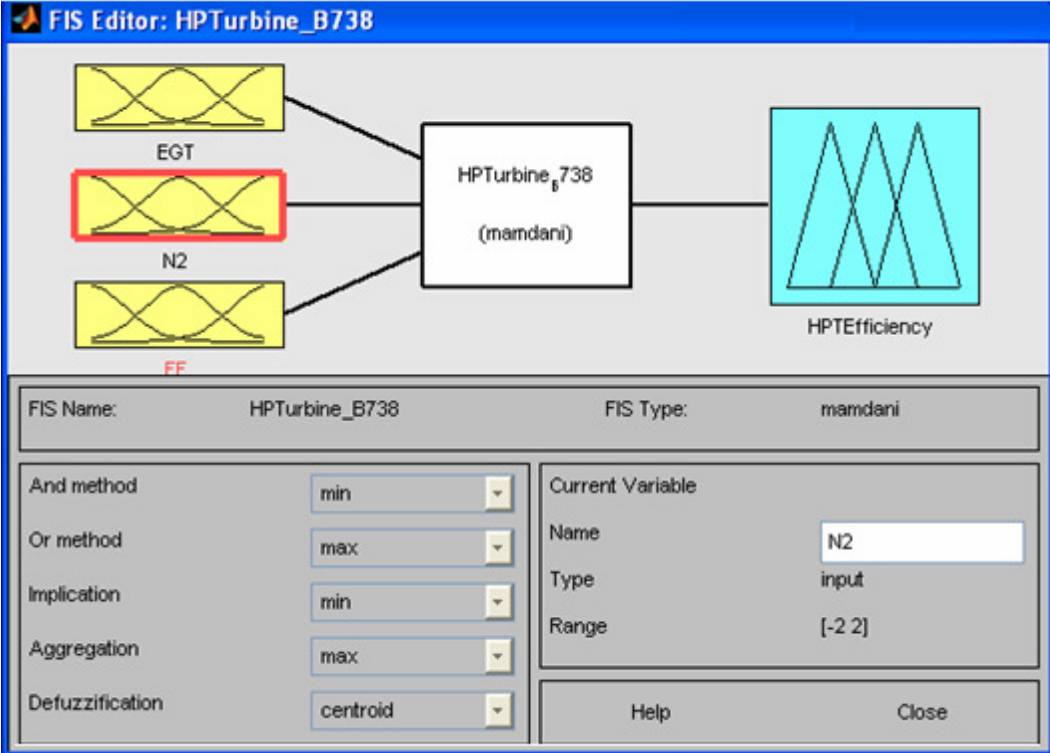 FIS Editor: HPTurbine_B738
EGT
N2
FF
HPTurbine_B738
(mamdani)
HPTEfficiency
FIS Name: HPTurbine_B738 FIS Type: mamdani
And method min
Or method max
Implication min
Aggregation max
Defuzzification centroid
Current Variable
Name N2
Type input
Range [-2 2]
Help Close